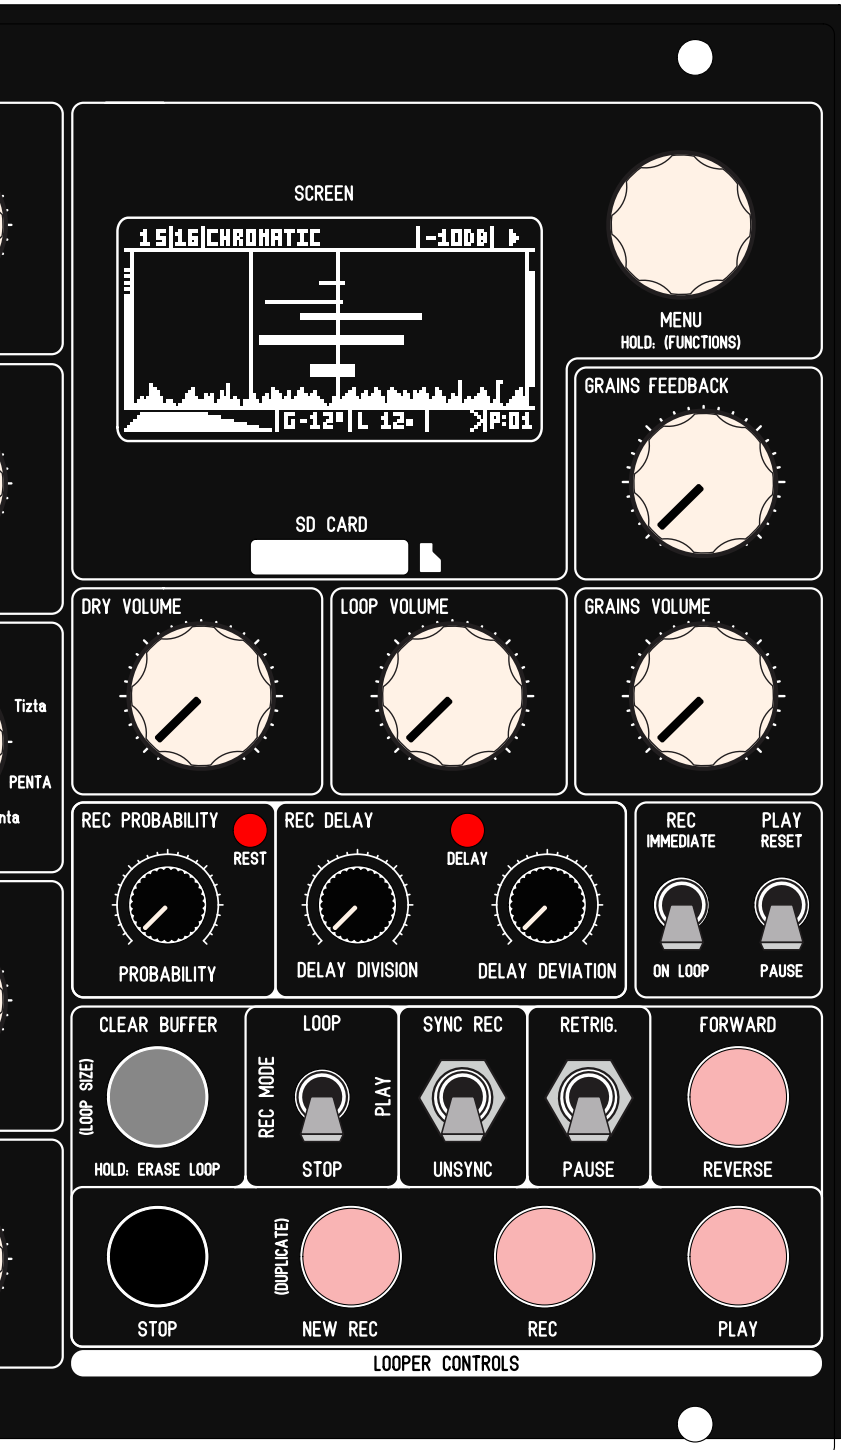 SCREEN
15|16|CHROMATIC |-10DB|
G-12 | L 12 | P:01
MENU
HOLD: (FUNCTIONS)
GRAINS FEEDBACK
SD CARD
DRY VOLUME
LOOP VOLUME
GRAINS VOLUME
Tizta
PENTA
nta
REC PROBABILITY
REST
PROBABILITY
REC DELAY
DELAY
DELAY DIVISION
DELAY DEVIATION
REC
IMMEDIATE
ON LOOP
PLAY
RESET
PAUSE
CLEAR BUFFER
(LOOP SIZE)
HOLD: ERASE LOOP
LOOP
REC MODE
PLAY
STOP
SYNC REC
UNSYNC
RETRIG.
PAUSE
FORWARD
REVERSE
STOP
(DUPLICATE)
NEW REC
REC
PLAY
LOOPER CONTROLS